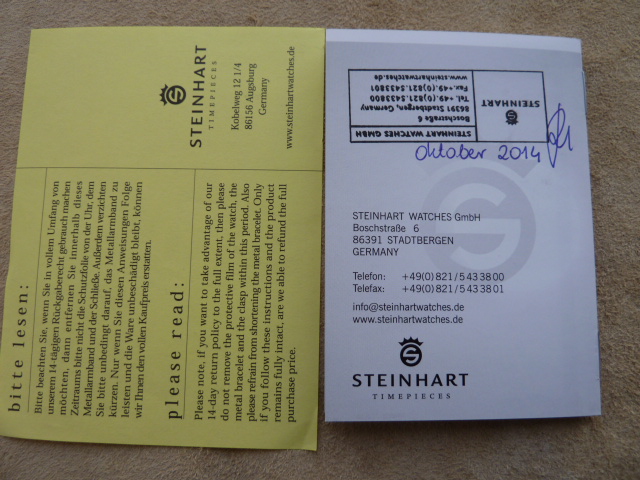 bitte lesen:
Bitte beachten Sie, wenn Sie in vollem Umfang von
unserem 14-tägigen Rückgaberecht gebrauch machen
möchten, dann entfernen Sie innerhalb dieses
Zeitraums bitte nicht die Schutzfolie von der Uhr, dem
Metallarmband und der Schließe. Außerdem verzichten
Sie bitte unbedingt darauf, das Metallarmband zu
kürzen. Nur wenn Sie diesen Anweisungen Folge
leisten und die Ware unbeschädigt bleibt, können
wir Ihnen den vollen Kaufpreis erstatten.
please read:
Please note, if you want to take advantage of our
14-day return policy to the full extent, then please
do not remove the protective film of the watch, the
metal bracelet and the clasp within this period. Also
please refrain from shortening the metal bracelet. Only
if you follow these instructions and the product
remains fully intact, are we able to refund the full
purchase price.
STEINHART
TIMEPIECES
Kobelweg 12 1/4
86156 Augsburg
Germany
www.steinhartwatches.de
STEINHART WATCHES GMBH
Boschstraße 6
86391 Stadtbergen, Germany
Tel. +49.(0)821.5433800
Fax +49.(0)821.5433801
www.steinhartwatches.de
STEINHART
oktober 2014
STEINHART WATCHES GmbH
Boschstraße 6
86391 STADTBERGEN
GERMANY
Telefon: +49(0)821/5433800
Telefax: +49(0)821/5433801
info@steinhartwatches.de
www.steinhartwatches.de
STEINHART
TIMEPIECES